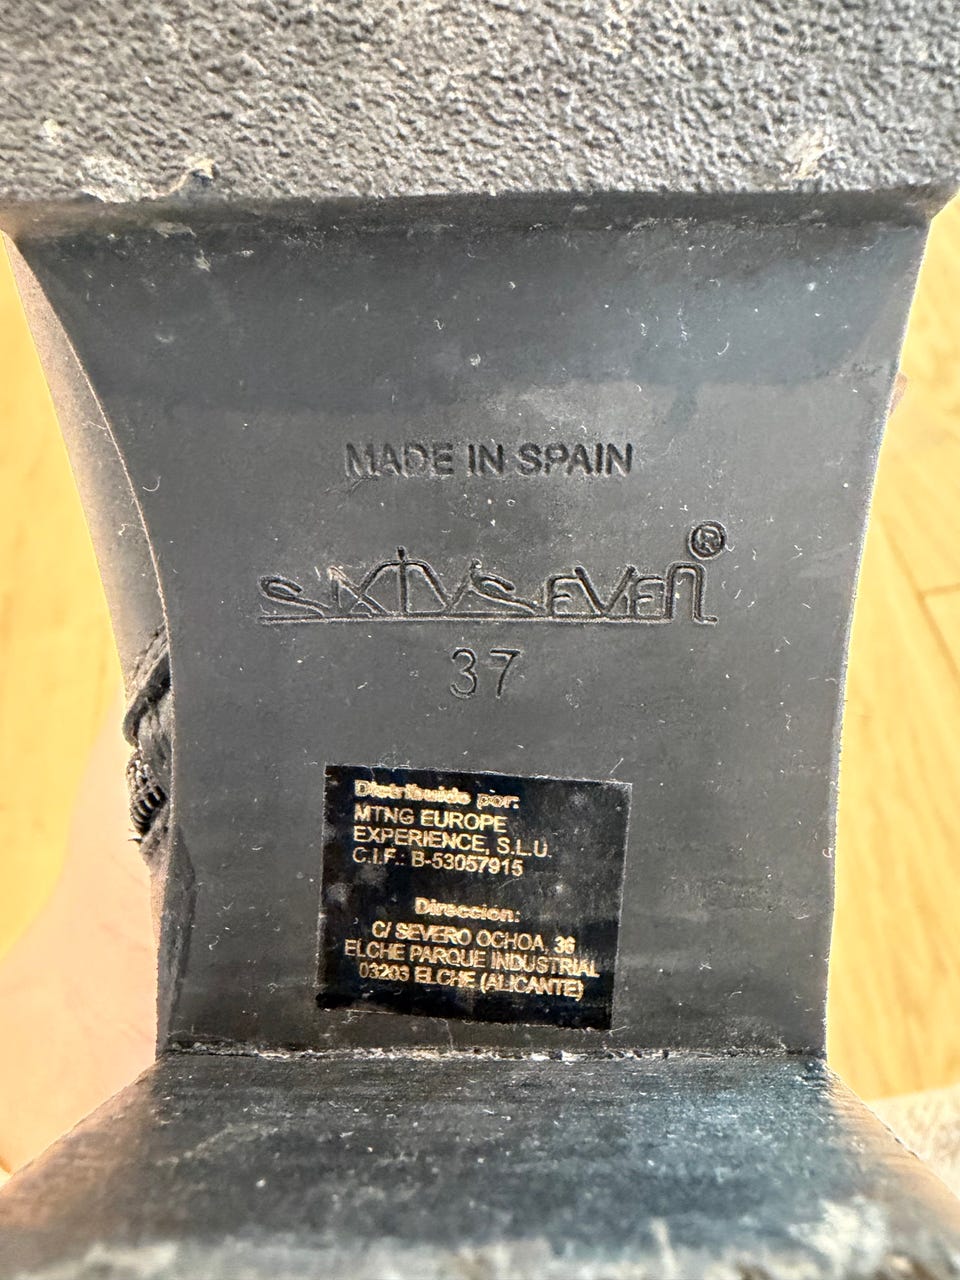 MADE IN SPAIN
SIXTYSEVEN®
37
Distribuido por:
MTNG EUROPE
EXPERIENCE, S.L.U.
C.I.F.: B-53057915
Dirección:
C/ SEVERO OCHOA, 36
ELCHE PARQUE INDUSTRIAL
03203 ELCHE (ALICANTE)